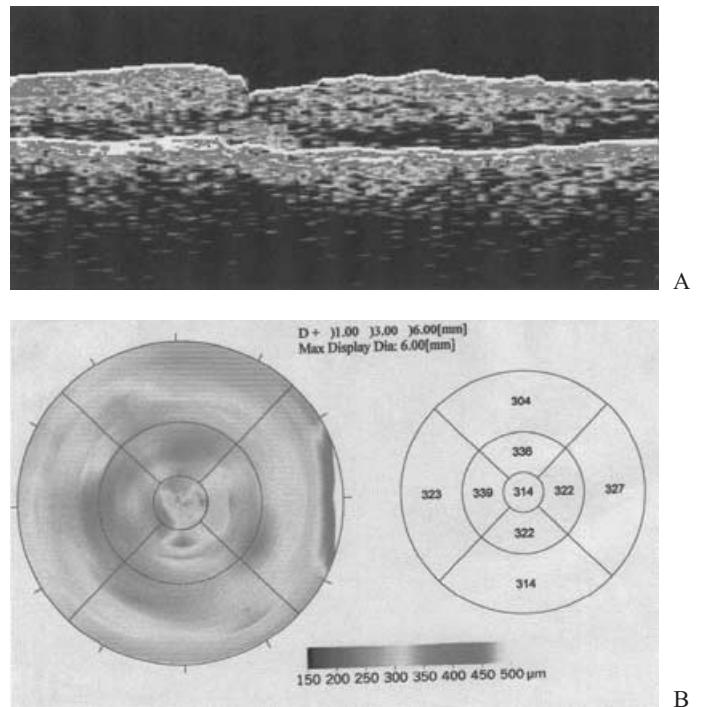 A
D + )1.00 )3.00 )6.00[mm]
Max Display Dia: 6.00[mm]
304
336
323 339 314 322 327
322
314
150 200 250 300 350 400 450 500 µm
B